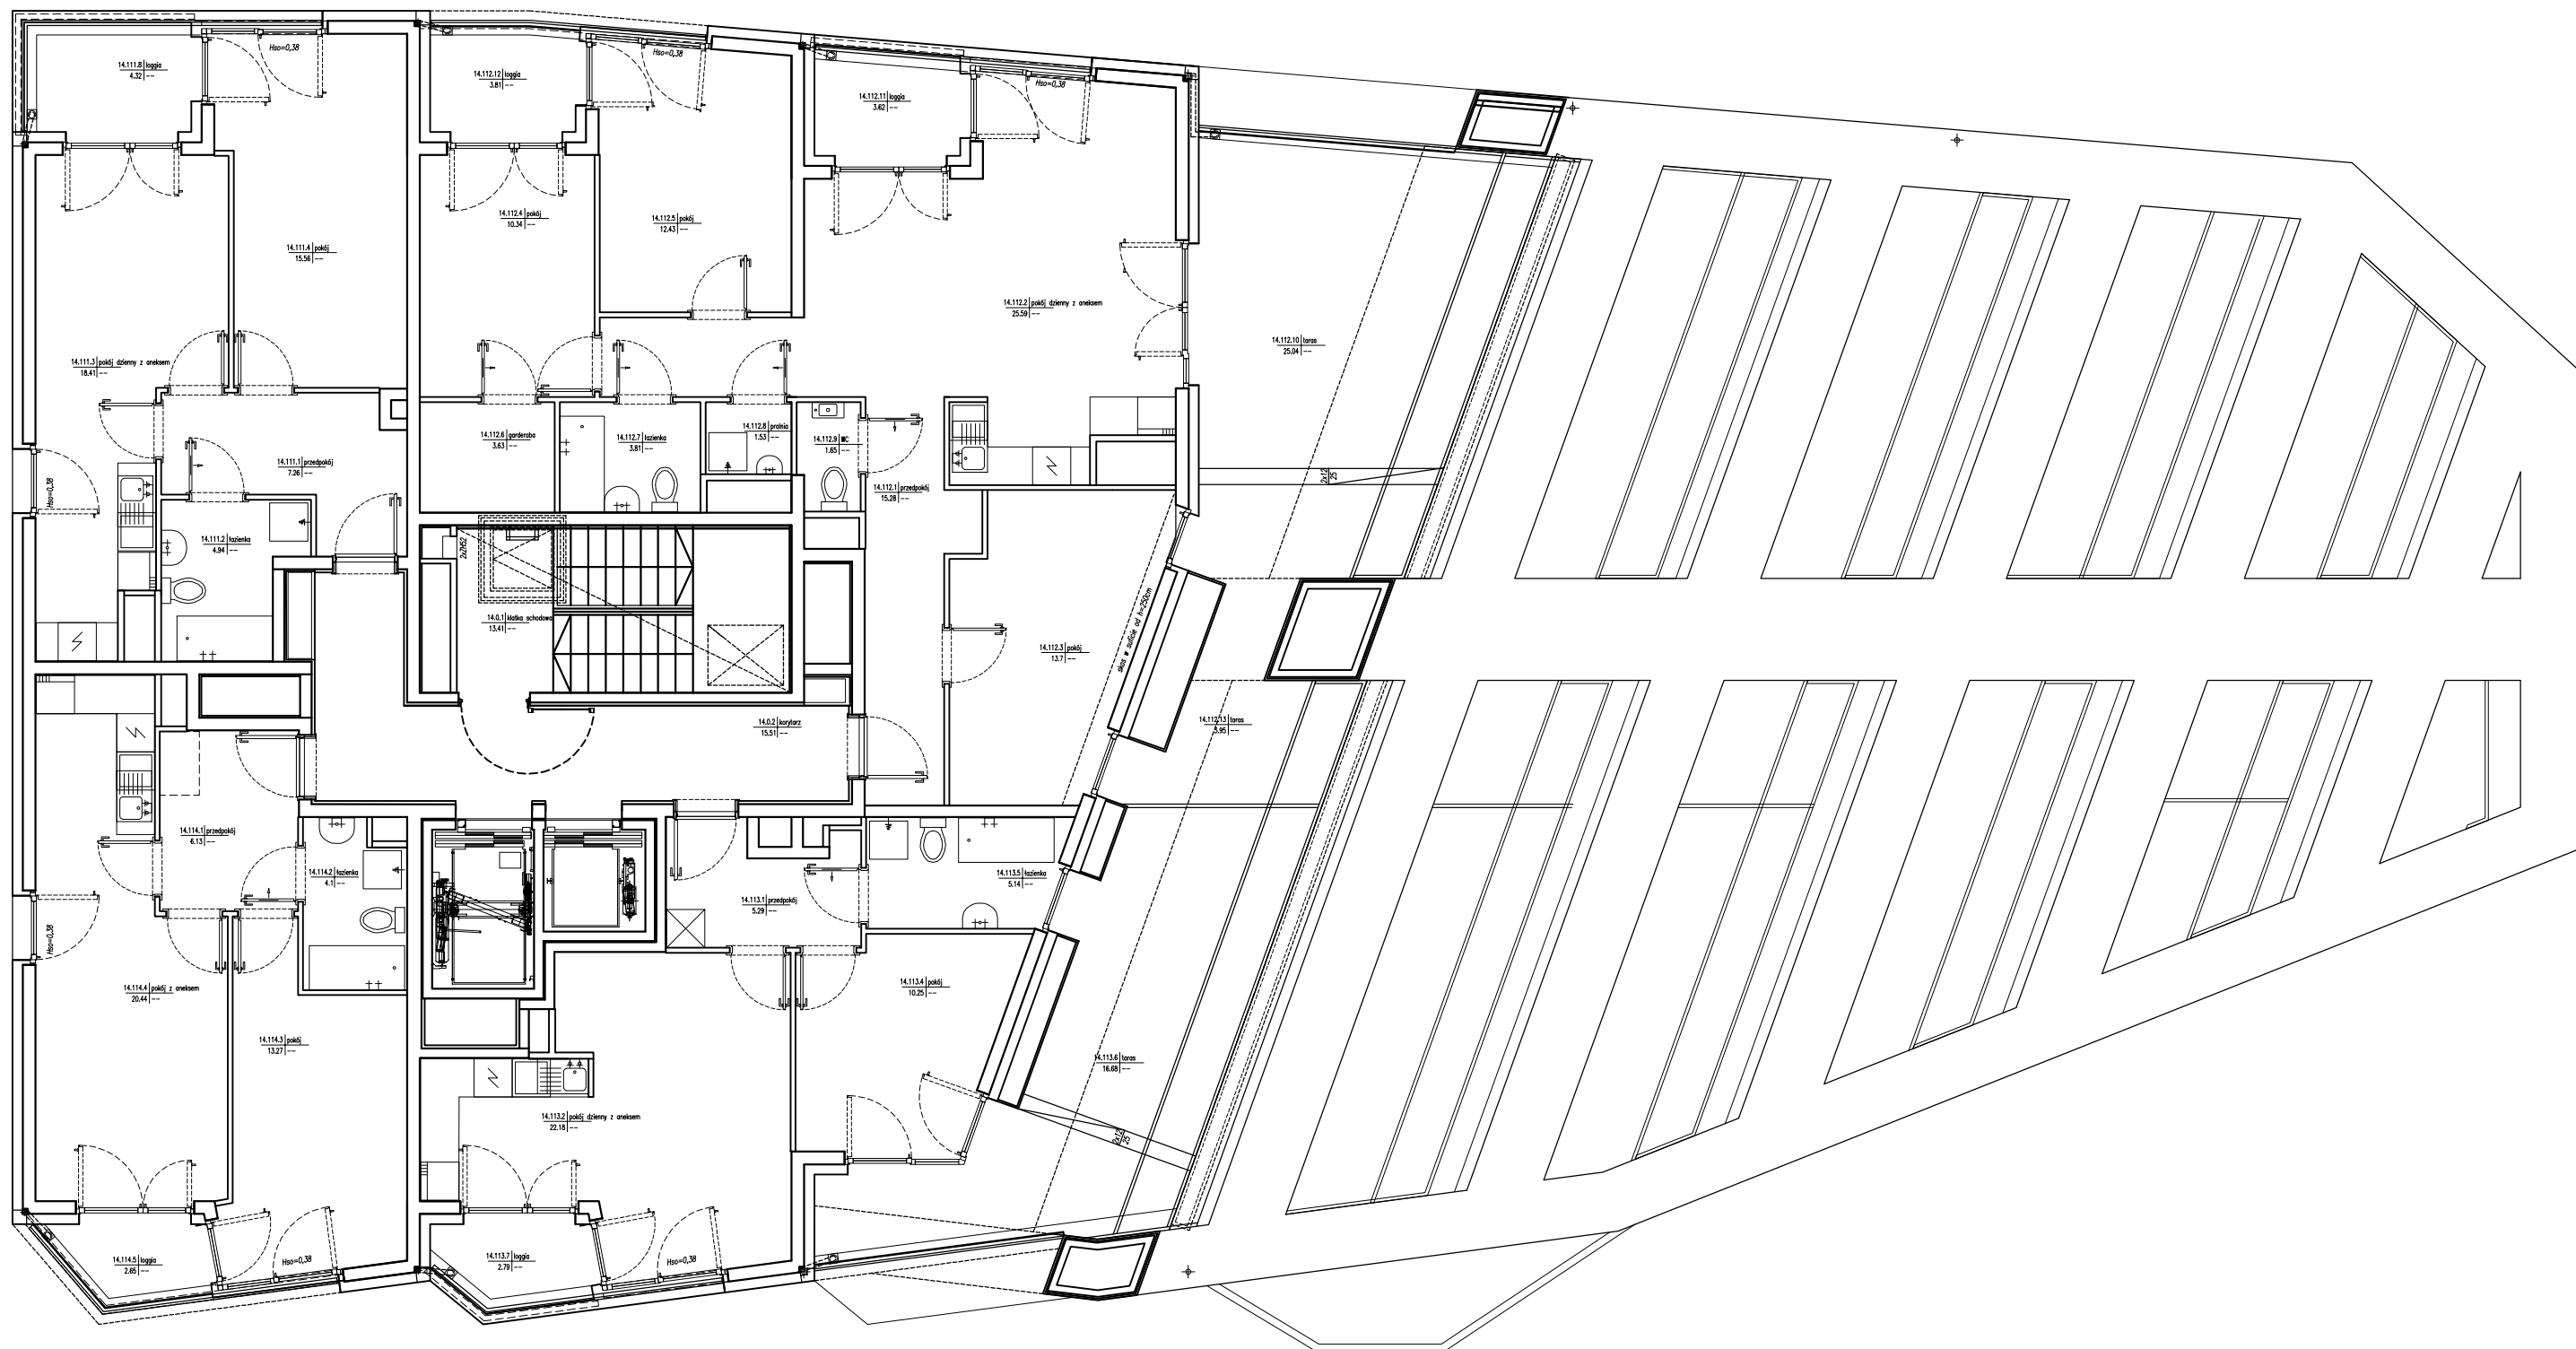 Hso=0,38
14.111.8 loggia
4.32 --
14.112.12 loggia
3.81 --
Hso=0,38
14.112.11 loggia
3.62 --
Hso=0,38
14.111.4 pokój
15.56 --
14.112.4 pokój
10.34 --
14.112.5 pokój
12.43 --
14.112.2 pokój dzienny z aneksem
25.59 --
14.112.10 taras
25.04 --
14.111.3 pokój dzienny z aneksem
18.41 --
14.111.1 przedpokój
7.26 --
14.112.6 garderoba
3.63 --
14.112.7 łazienka
3.81 --
14.112.8 pralnia
1.53 --
14.112.9 WC
1.65 --
14.112.1 przedpokój
15.28 --
2x12
25
Hso=0,38
14.111.2 łazienka
4.94 --
2xZH52
14.0.1 klatka schodowa
13.41 --
skos w suficie od h=250cm
14.112.3 pokój
13.7 --
14.0.2 korytarz
15.51 --
14.112.13 taras
3.95 --
14.114.1 przedpokój
6.13 --
14.114.2 łazienka
4.1 --
14.113.1 przedpokój
5.29 --
14.113.5 łazienka
5.14 --
Hso=0,38
14.114.4 pokój z aneksem
20.44 --
14.113.4 pokój
10.25 --
14.114.3 pokój
13.27 --
14.113.6 taras
16.68 --
14.113.2 pokój dzienny z aneksem
22.18 --
2x12
25
14.114.5 loggia
2.65 --
Hso=0,38
14.113.7 loggia
2.79 --
Hso=0,38